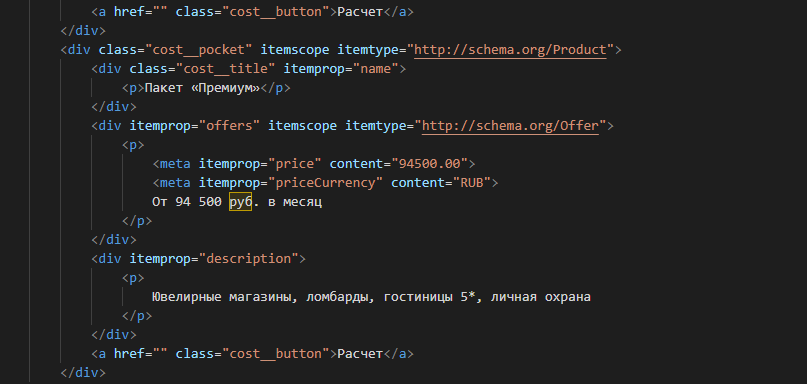 <a href="" class="cost__button">Расчет</a>
</div>
<div class="cost__pocket" itemscope itemtype="http://schema.org/Product">
<div class="cost__title" itemprop="name">
<p>Пакет «Премиум»</p>
</div>
<div itemprop="offers" itemscope itemtype="http://schema.org/Offer">
<p>
<meta itemprop="price" content="94500.00">
<meta itemprop="priceCurrency" content="RUB">
От 94 500 руб. в месяц
</p>
</div>
<div itemprop="description">
<p>
Ювелирные магазины, ломбарды, гостиницы 5*, личная охрана
</p>
</div>
<a href="" class="cost__button">Расчет</a>
</div>